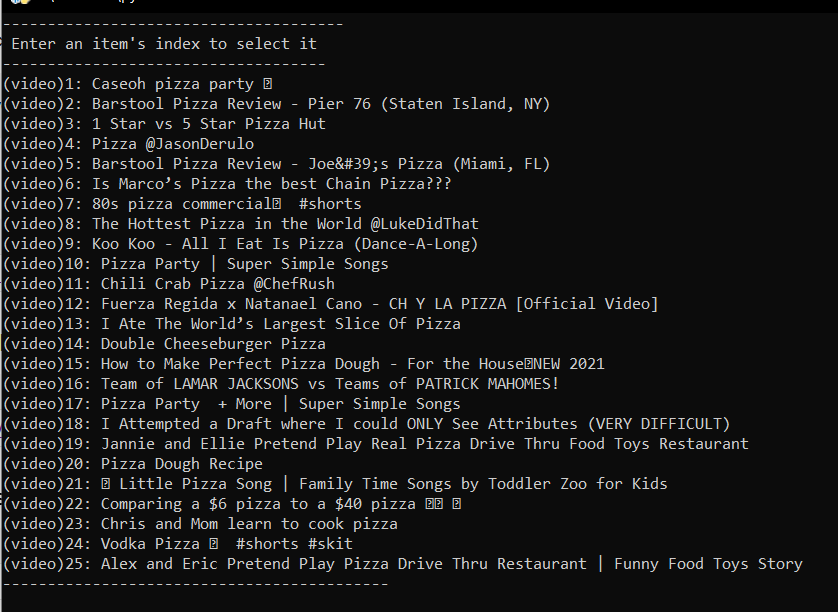 -------------------------------------
Enter an item's index to select it
------------------------------------
(video)1: Caseoh pizza party
(video)2: Barstool Pizza Review - Pier 76 (Staten Island, NY)
(video)3: 1 Star vs 5 Star Pizza Hut
(video)4: Pizza @JasonDerulo
(video)5: Barstool Pizza Review - Joe&#39;s Pizza (Miami, FL)
(video)6: Is Marco’s Pizza the best Chain Pizza???
(video)7: 80s pizza commercial #shorts
(video)8: The Hottest Pizza in the World @LukeDidThat
(video)9: Koo Koo - All I Eat Is Pizza (Dance-A-Long)
(video)10: Pizza Party | Super Simple Songs
(video)11: Chili Crab Pizza @ChefRush
(video)12: Fuerza Regida x Natanael Cano - CH Y LA PIZZA [Official Video]
(video)13: I Ate The World’s Largest Slice Of Pizza
(video)14: Double Cheeseburger Pizza
(video)15: How to Make Perfect Pizza Dough - For the House NEW 2021
(video)16: Team of LAMAR JACKSONS vs Teams of PATRICK MAHOMES!
(video)17: Pizza Party  + More | Super Simple Songs
(video)18: I Attempted a Draft where I could ONLY See Attributes (VERY DIFFICULT)
(video)19: Jannie and Ellie Pretend Play Real Pizza Drive Thru Food Toys Restaurant
(video)20: Pizza Dough Recipe
(video)21: Little Pizza Song | Family Time Songs by Toddler Zoo for Kids
(video)22: Comparing a $6 pizza to a $40 pizza
(video)23: Chris and Mom learn to cook pizza
(video)24: Vodka Pizza #shorts #skit
(video)25: Alex and Eric Pretend Play Pizza Drive Thru Restaurant | Funny Food Toys Story
-------------------------------------------